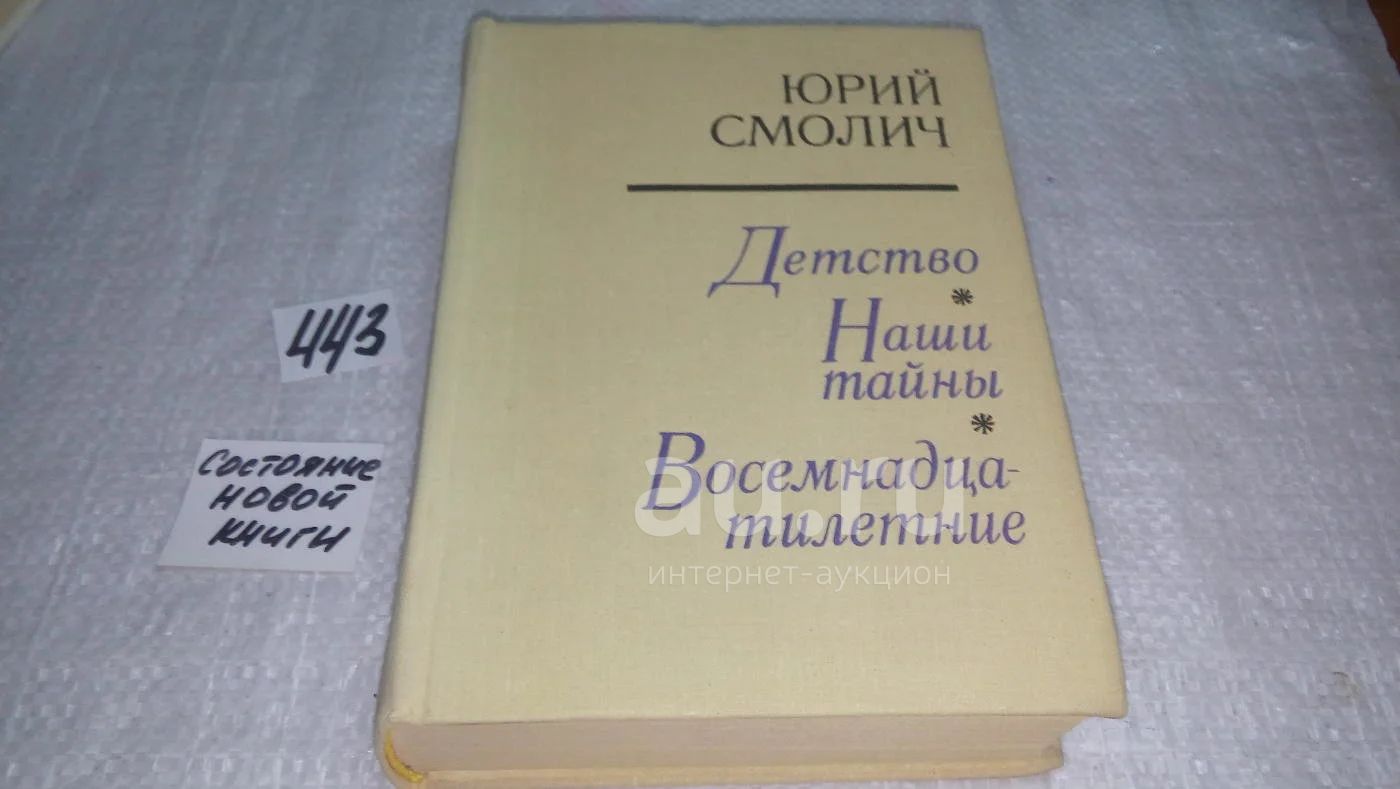 ЮРИЙ
СМОЛИЧ
Детство
*
Наши
тайны
*
Восемнадца-
тилетние
443
Состояние
новой
книги
au.ru
интернет-аукцион